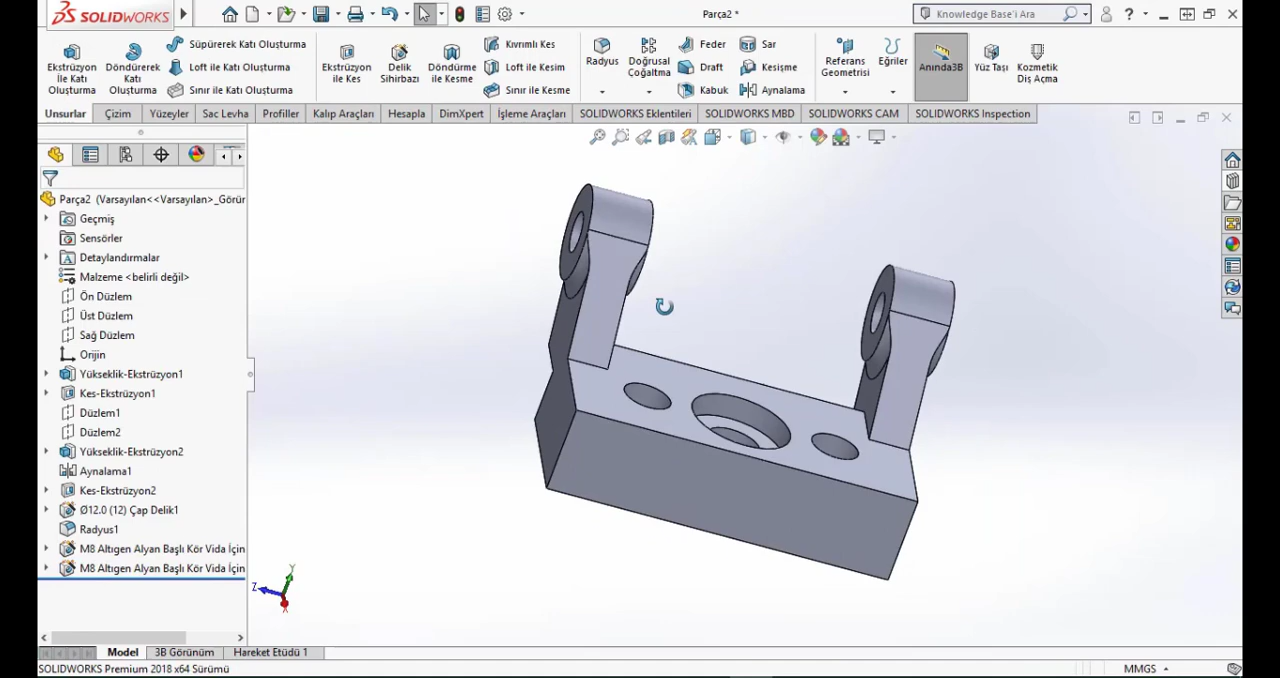 SOLIDWORKS
Parça2 *
Knowledge Base'i Ara
Ekstrüzyon İle Katı Oluşturma
Döndürerek Katı Oluşturma
Süpürerek Katı Oluşturma
Loft ile Katı Oluşturma
Sınır ile Katı Oluşturma
Ekstrüzyon ile Kes
Delik Sihirbazı
Döndürme ile Kesme
Kıvrımlı Kes
Loft ile Kesim
Sınır ile Kesme
Radyus
Doğrusal Çoğaltma
Feder
Draft
Kabuk
Sar
Kesişme
Aynalama
Referans Geometrisi
Eğriler
Anında3B
Yüz Taşı
Kozmetik Diş Açma
Unsurlar
Çizim
Yüzeyler
Sac Levha
Profiller
Kalıp Araçları
Hesapla
DimXpert
İşleme Araçları
SOLIDWORKS Eklentileri
SOLIDWORKS MBD
SOLIDWORKS CAM
SOLIDWORKS Inspection
Parça2 (Varsayılan<<Varsayılan>_Görür
Geçmiş
Sensörler
Detaylandırmalar
Malzeme <belirli değil>
Ön Düzlem
Üst Düzlem
Sağ Düzlem
Orijin
Yükseklik-Ekstrüzyon1
Kes-Ekstrüzyon1
Düzlem1
Düzlem2
Yükseklik-Ekstrüzyon2
Aynalama1
Kes-Ekstrüzyon2
Ø12.0 (12) Çap Delik1
Radyus1
M8 Altıgen Alyan Başlı Kör Vida İçin
M8 Altıgen Alyan Başlı Kör Vida İçin
Y
Z
X
Model
3B Görünüm
Hareket Etüdü 1
SOLIDWORKS Premium 2018 x64 Sürümü
MMGS